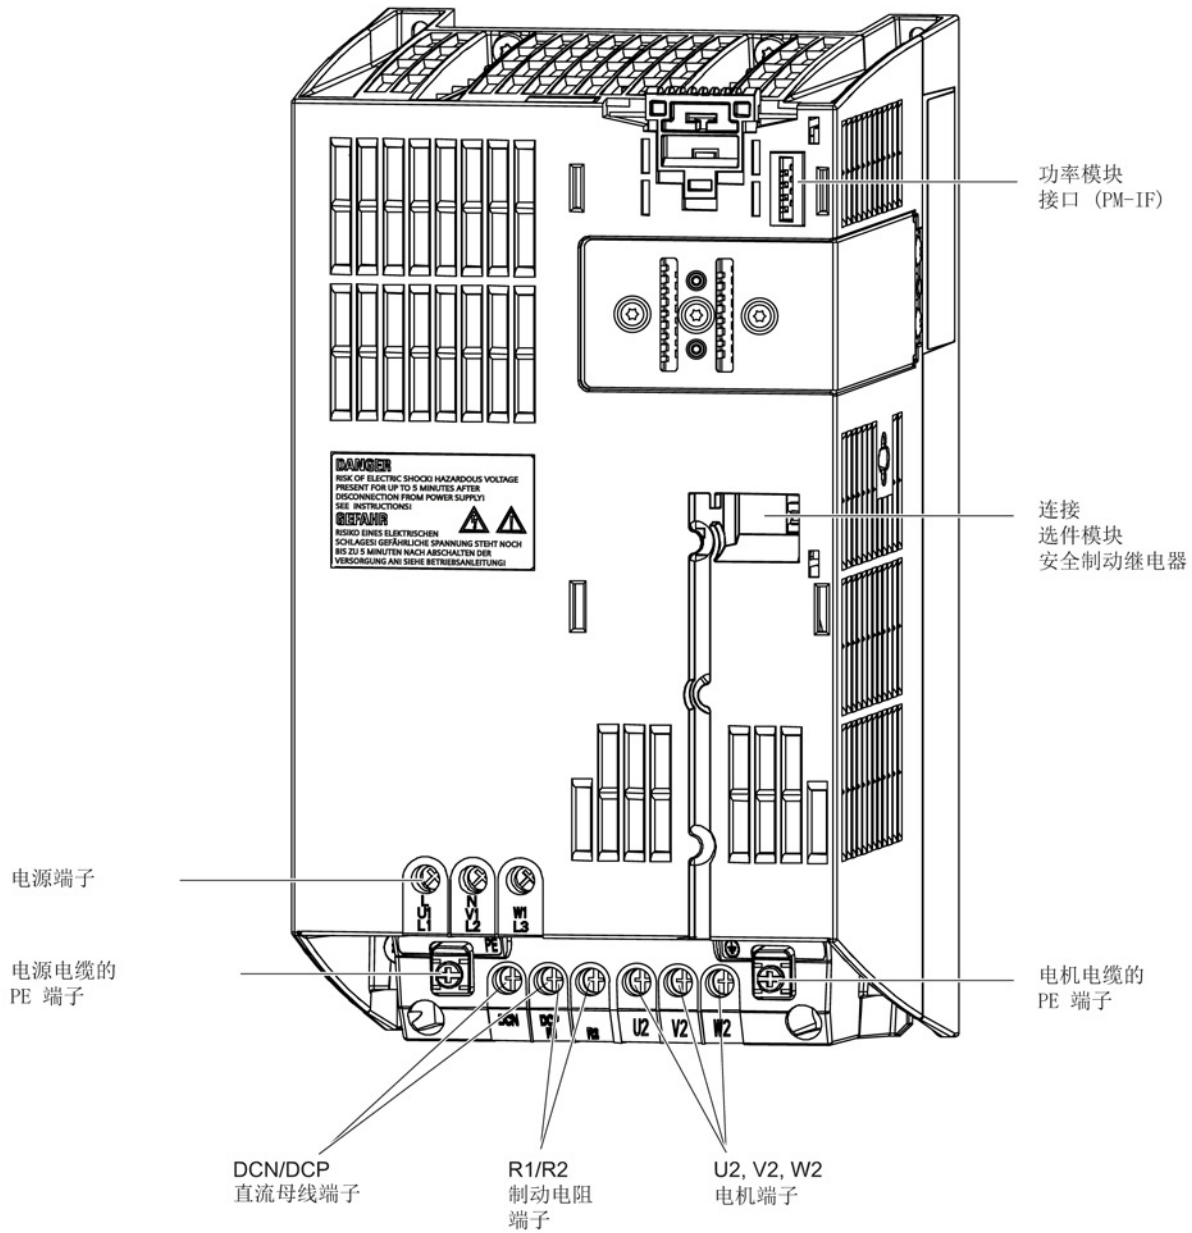 功率模块
接口 (PM-IF)
DANGER
RISK OF ELECTRIC SHOCK! HAZARDOUS VOLTAGE
PRESENT FOR UP TO 5 MINUTES AFTER
DISCONNECTION FROM POWER SUPPLY!
SEE INSTRUCTIONS!
GEFAHR
RISIKO EINES ELEKTRISCHEN
SCHLAGES! GEFÄHRLICHE SPANNUNG STEHT NOCH
BIS ZU 5 MINUTEN NACH ABSCHALTEN DER
VERSORGUNG AN! SIEHE BETRIEBSANLEITUNG!
连接
选件模块
安全制动继电器
电源端子
L
U1
L1
N
V1
L2
W1
L3
PE
电源电缆的
PE 端子
电机电缆的
PE 端子
DCN
DCP
R1
R2
U2
V2
W2
DCN/DCP
直流母线端子
R1/R2
制动电阻
端子
U2, V2, W2
电机端子